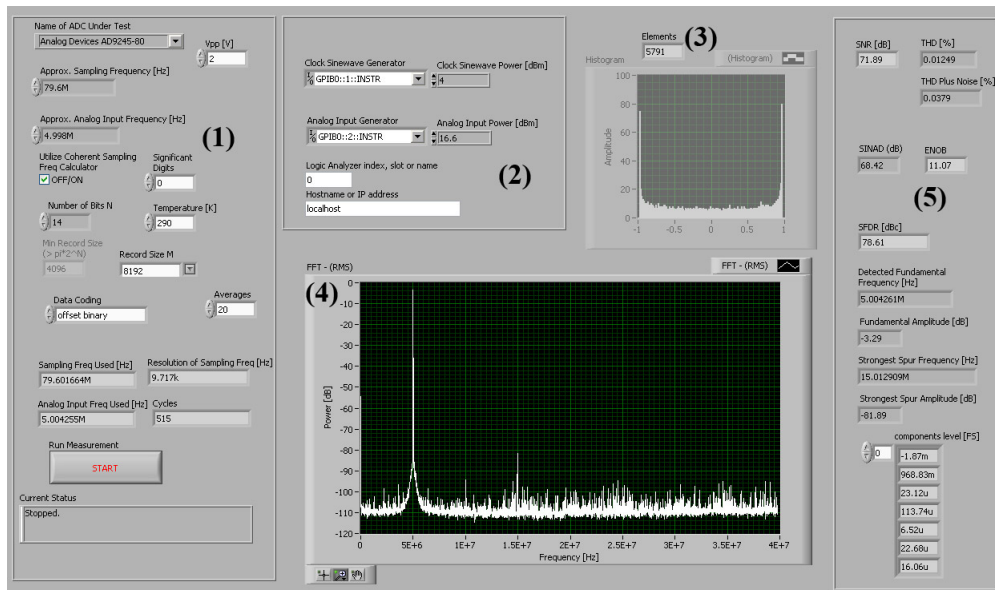 Name of ADC Under Test
Analog Devices AD9245-80
Vpp [V]
2
Approx. Sampling Frequency [Hz]
79.6M
Approx. Analog Input Frequency [Hz]
4.998M
(1)
Utilize Coherent Sampling
Freq Calculator
OFF/ON
Significant
Digits
0
Number of Bits N
14
Temperature [K]
290
Min Record Size
(> pi*2^N)
4096
Record Size M
8192
Data Coding
offset binary
Averages
20
Sampling Freq Used [Hz]
79.601664M
Resolution of Sampling Freq [Hz]
9.717k
Analog Input Freq Used [Hz]
5.004255M
Cycles
515
Run Measurement
START
Current Status
Stopped.
Clock Sinewave Generator
GPIB0::1::INSTR
Clock Sinewave Power [dBm]
4
Analog Input Generator
GPIB0::2::INSTR
Analog Input Power [dBm]
16.6
Logic Analyzer index, slot or name
0
(2)
Hostname or IP address
localhost
Elements
5791
(3)
Histogram
(Histogram)
Amplitude
100
80
60
40
20
0
-1 -0.5 0 0.5 1
FFT - (RMS)
FFT - (RMS)
(4)
Power [dB]
0
-10
-20
-30
-40
-50
-60
-70
-80
-90
-100
-110
-120
0 5E+6 1E+7 1.5E+7 2E+7 2.5E+7 3E+7 3.5E+7 4E+7
Frequency [Hz]
SNR [dB]
71.89
THD [%]
0.01249
THD Plus Noise [%]
0.0379
SINAD (dB)
68.42
ENOB
11.07
(5)
SFDR [dBc]
78.61
Detected Fundamental
Frequency [Hz]
5.004261M
Fundamental Amplitude [dB]
-3.29
Strongest Spur Frequency [Hz]
15.012909M
Strongest Spur Amplitude [dB]
-81.89
components level [FS]
0
-1.87m
968.83m
23.12u
113.74u
6.52u
22.68u
16.06u